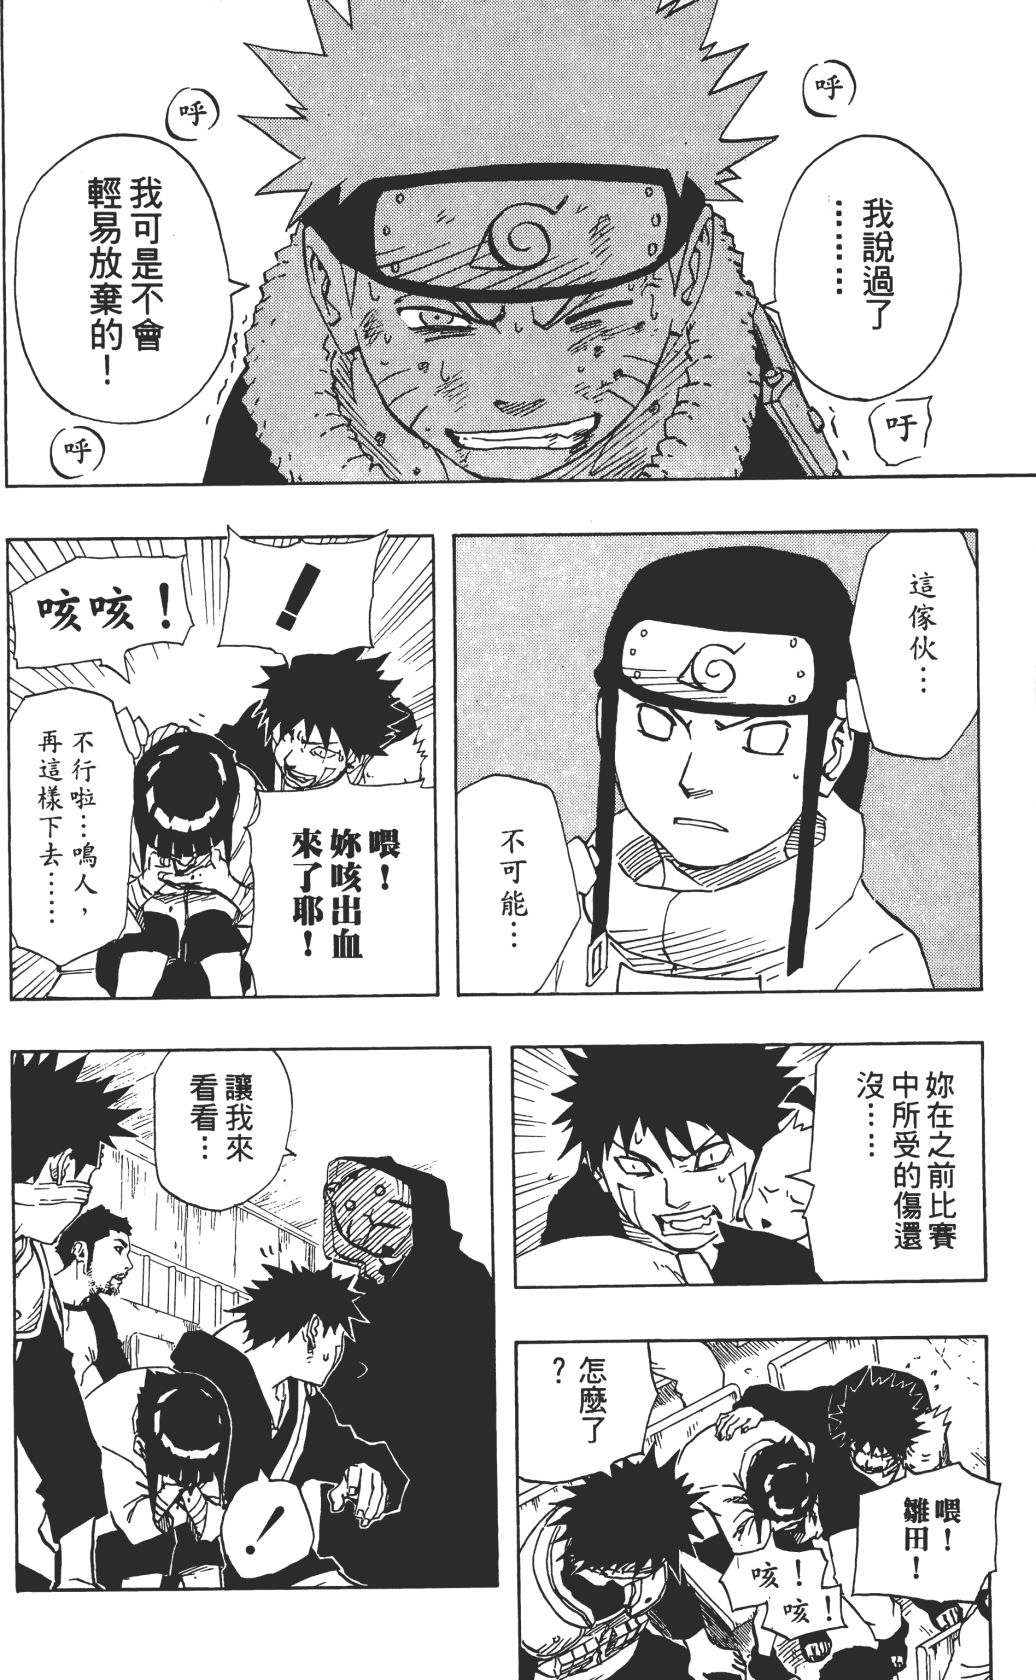 呼
我說過了
………
吁
呼
我可是不會
輕易放棄的！
呼
這傢伙…
不可能…
！
咳咳！
喂！
妳咳出血
來了耶！
不行啦…鳴人，
再這樣下去……
妳在之前比賽
中所受的傷還
沒……
讓我來
看看…
！
怎麼了
？
喂！
雛田！
咳！
咳！